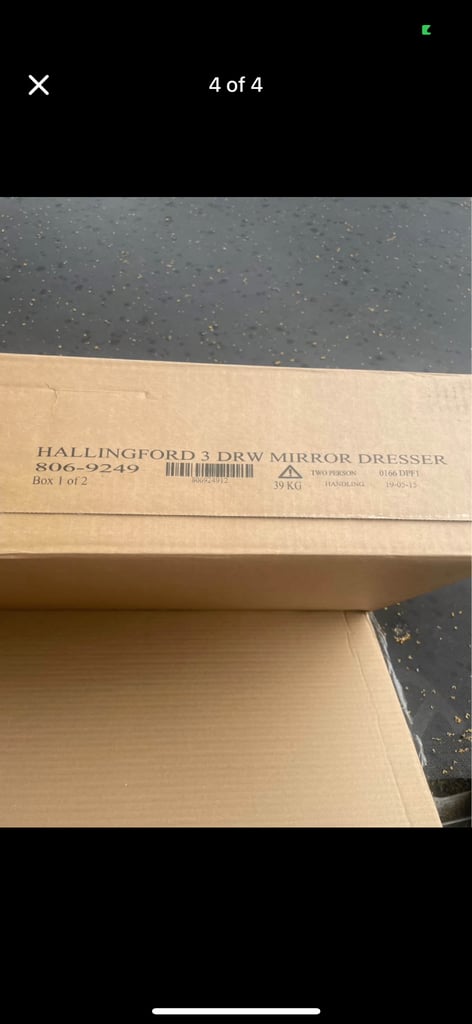 4 of 4
HALLINGFORD 3 DRW MIRROR DRESSER
806-9249
Box 1 of 2
39 KG
TWO PERSON
HANDLING
0166 DPF1
19-05-15